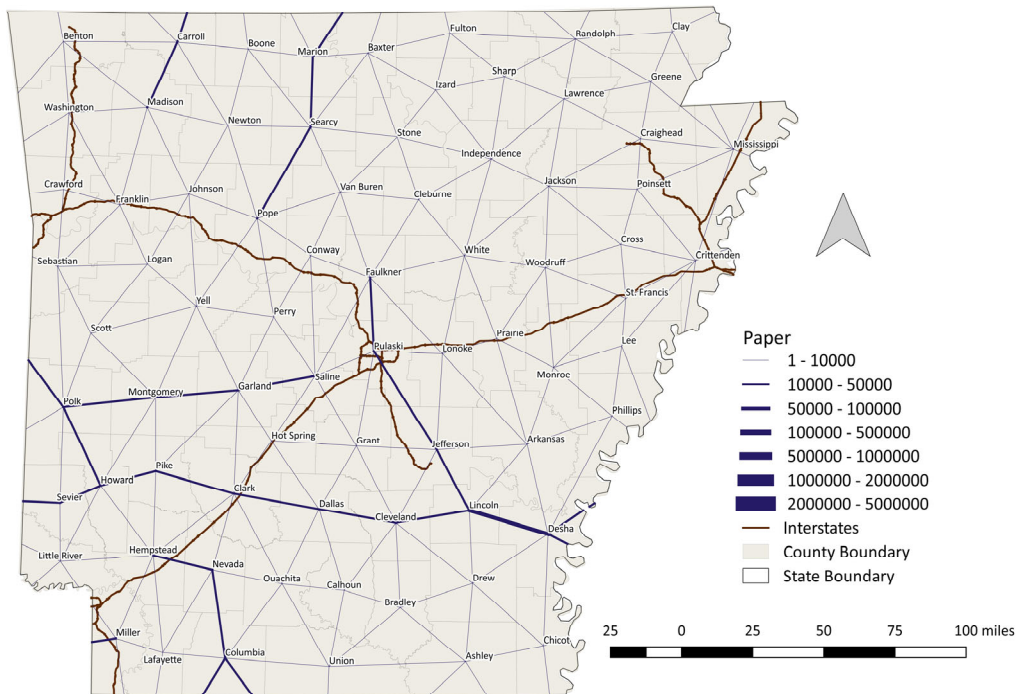 Clay
Fulton
Randolph
Benton
Carroll
Boone
Marion
Baxter
Sharp
Greene
Izard
Lawrence
Washington
Madison
Newton
Searcy
Stone
Craighead
Mississippi
Independence
Crawford
Franklin
Johnson
Van Buren
Cleburne
Jackson
Poinsett
Pope
Conway
White
Cross
Crittenden
Sebastian
Logan
Faulkner
Woodruff
St. Francis
Yell
Perry
Scott
Pulaski
Lonoke
Prairie
Lee
Saline
Monroe
Polk
Montgomery
Garland
Phillips
Hot Spring
Grant
Jefferson
Arkansas
Pike
Howard
Clark
Sevier
Dallas
Cleveland
Lincoln
Desha
Little River
Hempstead
Nevada
Ouachita
Calhoun
Drew
Bradley
Miller
Lafayette
Columbia
Union
Ashley
Chicot
Paper
1 - 10000
10000 - 50000
50000 - 100000
100000 - 500000
500000 - 1000000
1000000 - 2000000
2000000 - 5000000
Interstates
County Boundary
State Boundary
25 0 25 50 75 100 miles